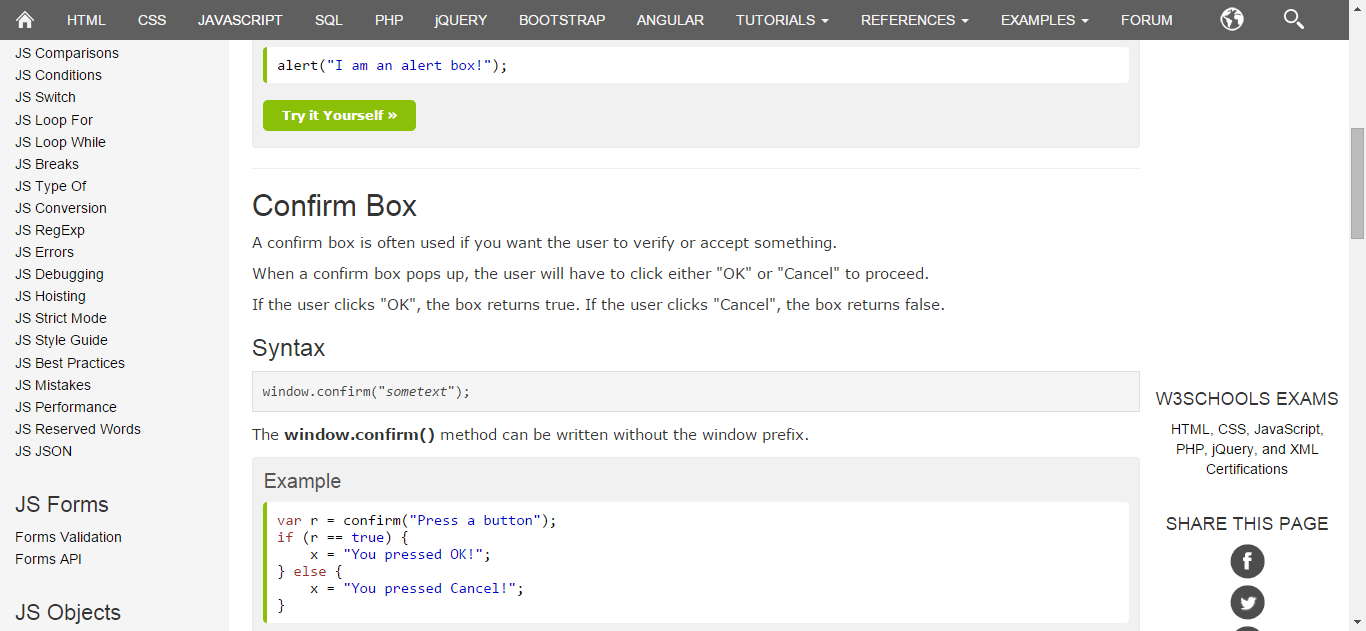 HTML CSS JAVASCRIPT SQL PHP jQUERY BOOTSTRAP ANGULAR TUTORIALS REFERENCES EXAMPLES FORUM
JS Comparisons
JS Conditions
JS Switch
JS Loop For
JS Loop While
JS Breaks
JS Type Of
JS Conversion
JS RegExp
JS Errors
JS Debugging
JS Hoisting
JS Strict Mode
JS Style Guide
JS Best Practices
JS Mistakes
JS Performance
JS Reserved Words
JS JSON
JS Forms
Forms Validation
Forms API
JS Objects
alert("I am an alert box!");
Try it Yourself »
Confirm Box
A confirm box is often used if you want the user to verify or accept something.
When a confirm box pops up, the user will have to click either "OK" or "Cancel" to proceed.
If the user clicks "OK", the box returns true. If the user clicks "Cancel", the box returns false.
Syntax
window.confirm("sometext");
The window.confirm() method can be written without the window prefix.
Example
var r = confirm("Press a button");
if (r == true) {
    x = "You pressed OK!";
} else {
    x = "You pressed Cancel!";
}
W3SCHOOLS EXAMS
HTML, CSS, JavaScript,
PHP, jQuery, and XML
Certifications
SHARE THIS PAGE